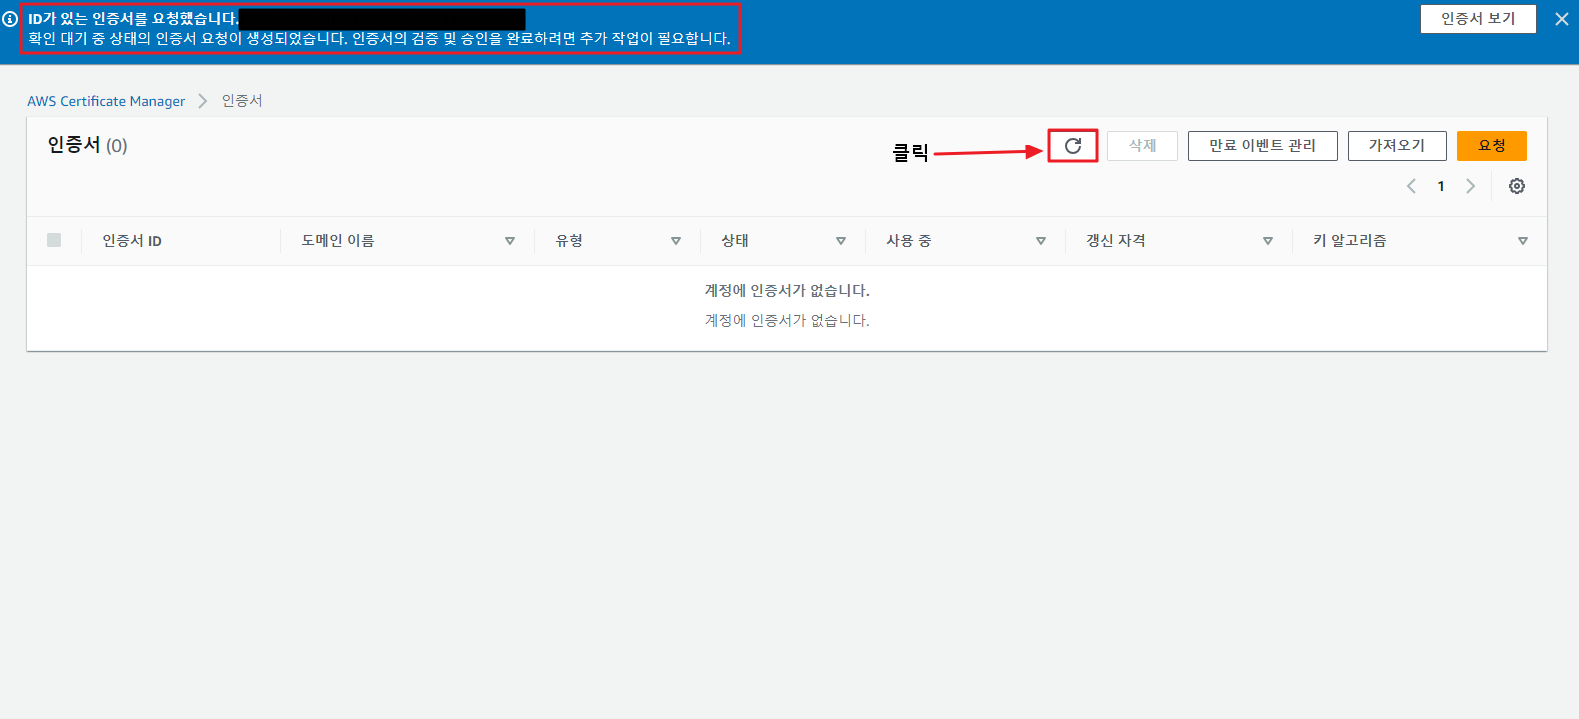 ID가 있는 인증서를 요청했습니다.
확인 대기 중 상태의 인증서 요청이 생성되었습니다. 인증서의 검증 및 승인을 완료하려면 추가 작업이 필요합니다.
인증서 보기
AWS Certificate Manager 인증서
인증서 (0)
클릭
삭제 만료 이벤트 관리 가져오기 요청
1
인증서 ID 도메인 이름 유형 상태 사용 중 갱신 자격 키 알고리즘
계정에 인증서가 없습니다.
계정에 인증서가 없습니다.